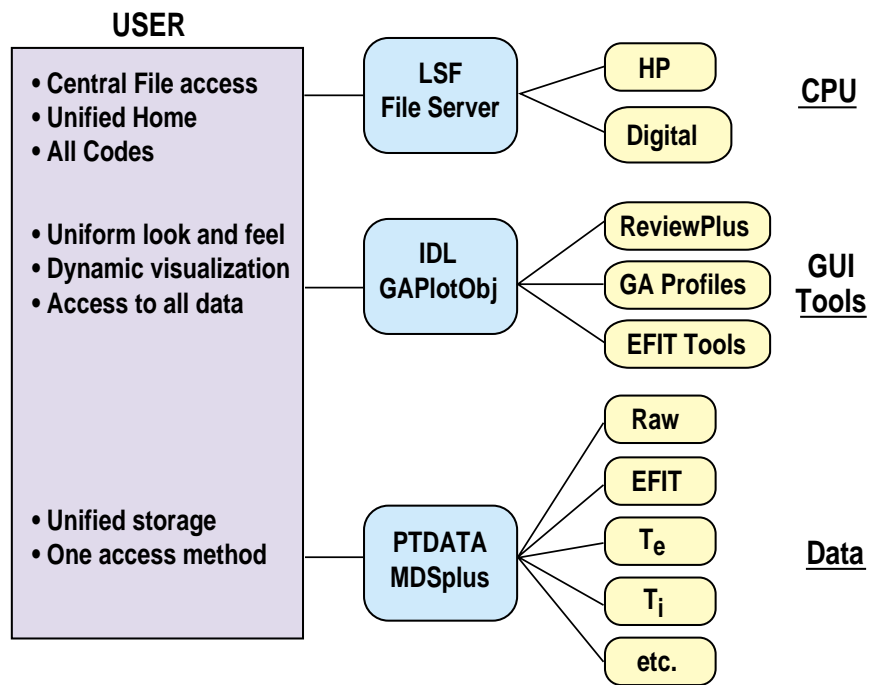 USER
• Central File access
• Unified Home
• All Codes
LSF
File Server
HP
Digital
CPU
• Uniform look and feel
• Dynamic visualization
• Access to all data
IDL
GAPlotObj
ReviewPlus
GA Profiles
EFIT Tools
GUI
Tools
• Unified storage
• One access method
PTDATA
MDSplus
Raw
EFIT
Te
Ti
etc.
Data